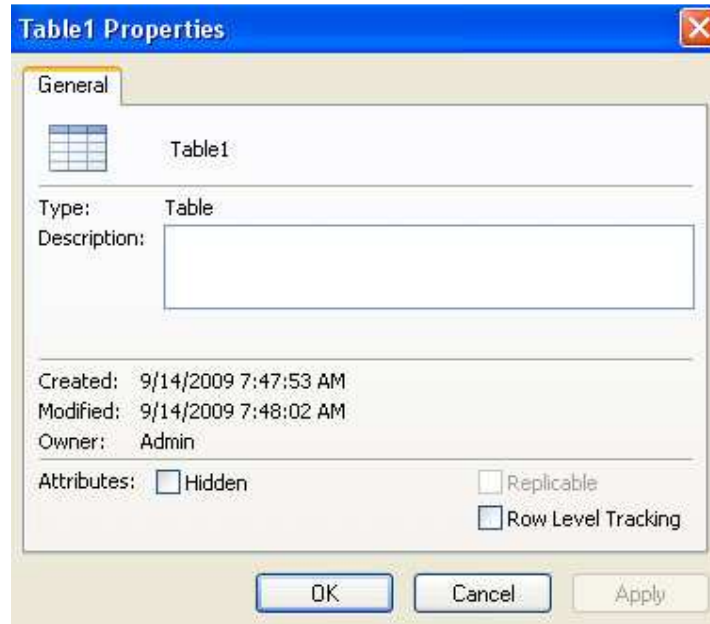 Table1 Properties
General
Table1
Type: Table
Description:
Created: 9/14/2009 7:47:53 AM
Modified: 9/14/2009 7:48:02 AM
Owner: Admin
Attributes: Hidden Replicable
Row Level Tracking
OK Cancel Apply